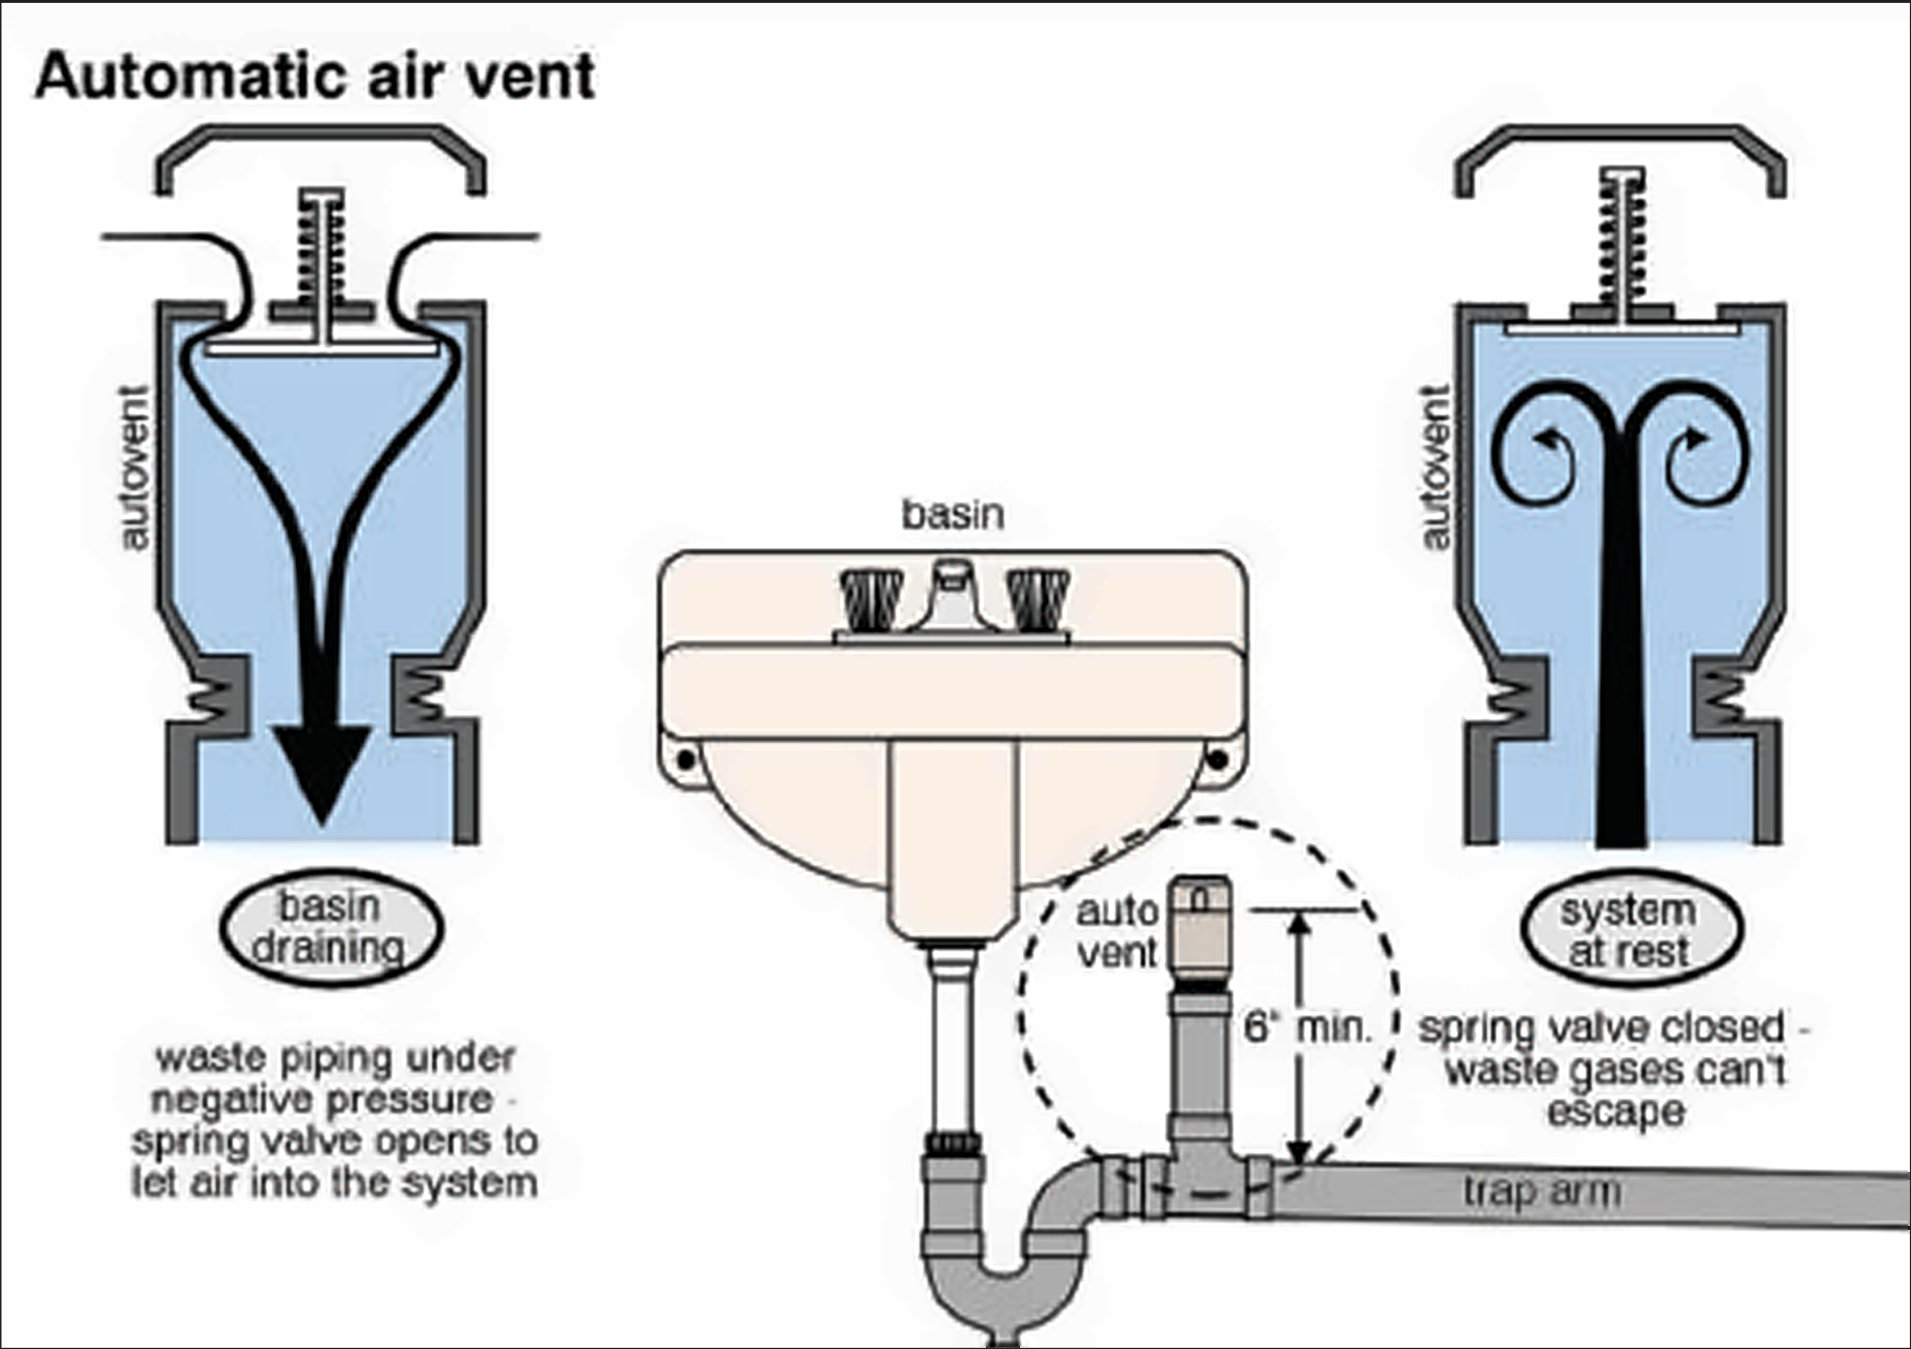 Automatic air vent
autovent
basin
draining
waste piping under
negative pressure -
spring valve opens to
let air into the system
basin
auto
vent
6" min.
trap arm
autovent
system
at rest
spring valve closed -
waste gases can't
escape